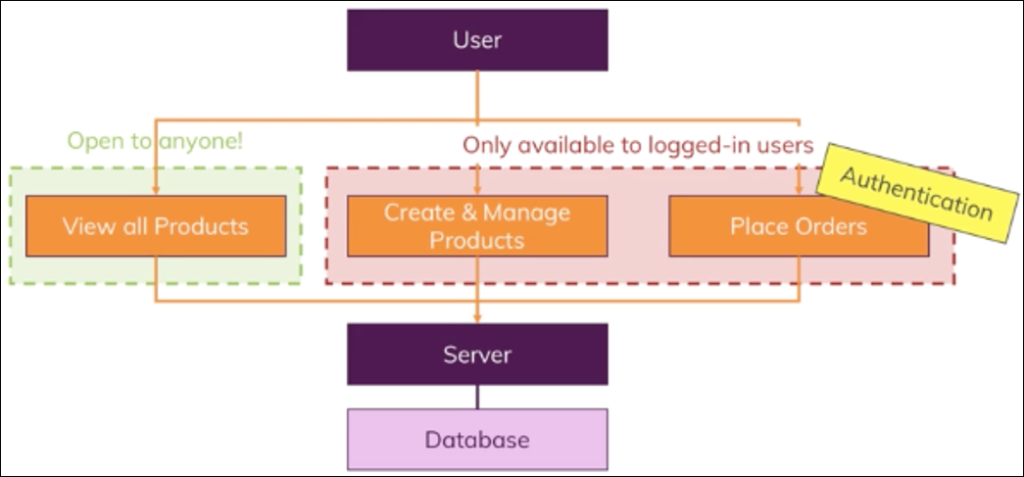 User
Open to anyone!
Only available to logged-in users
Authentication
View all Products
Create & Manage
Products
Place Orders
Server
Database